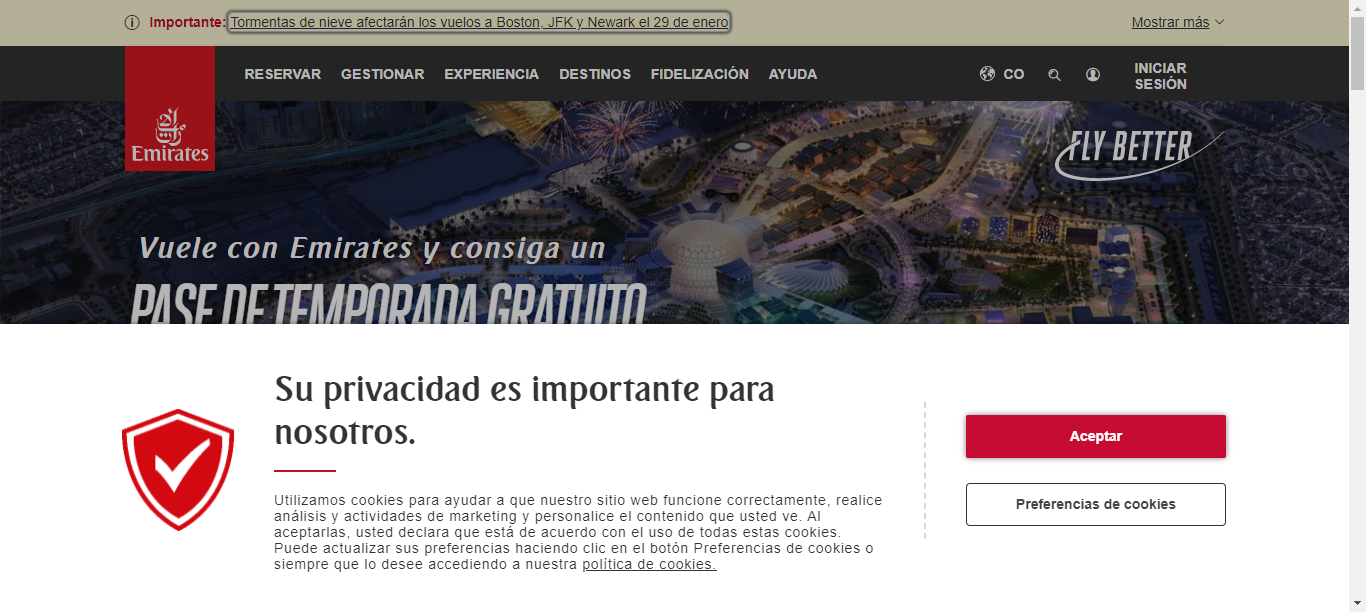 Importante: Tormentas de nieve afectarán los vuelos a Boston, JFK y Newark el 29 de enero
Mostrar más
RESERVAR GESTIONAR EXPERIENCIA DESTINOS FIDELIZACIÓN AYUDA
CO
INICIAR
SESIÓN
Emirates
FLY BETTER
Vuele con Emirates y consiga un
PASE DE TEMPORADA GRATUITO
Su privacidad es importante para
nosotros.
Utilizamos cookies para ayudar a que nuestro sitio web funcione correctamente, realice
análisis y actividades de marketing y personalice el contenido que usted ve. Al
aceptarlas, usted declara que está de acuerdo con el uso de todas estas cookies.
Puede actualizar sus preferencias haciendo clic en el botón Preferencias de cookies o
siempre que lo desee accediendo a nuestra política de cookies.
Aceptar
Preferencias de cookies